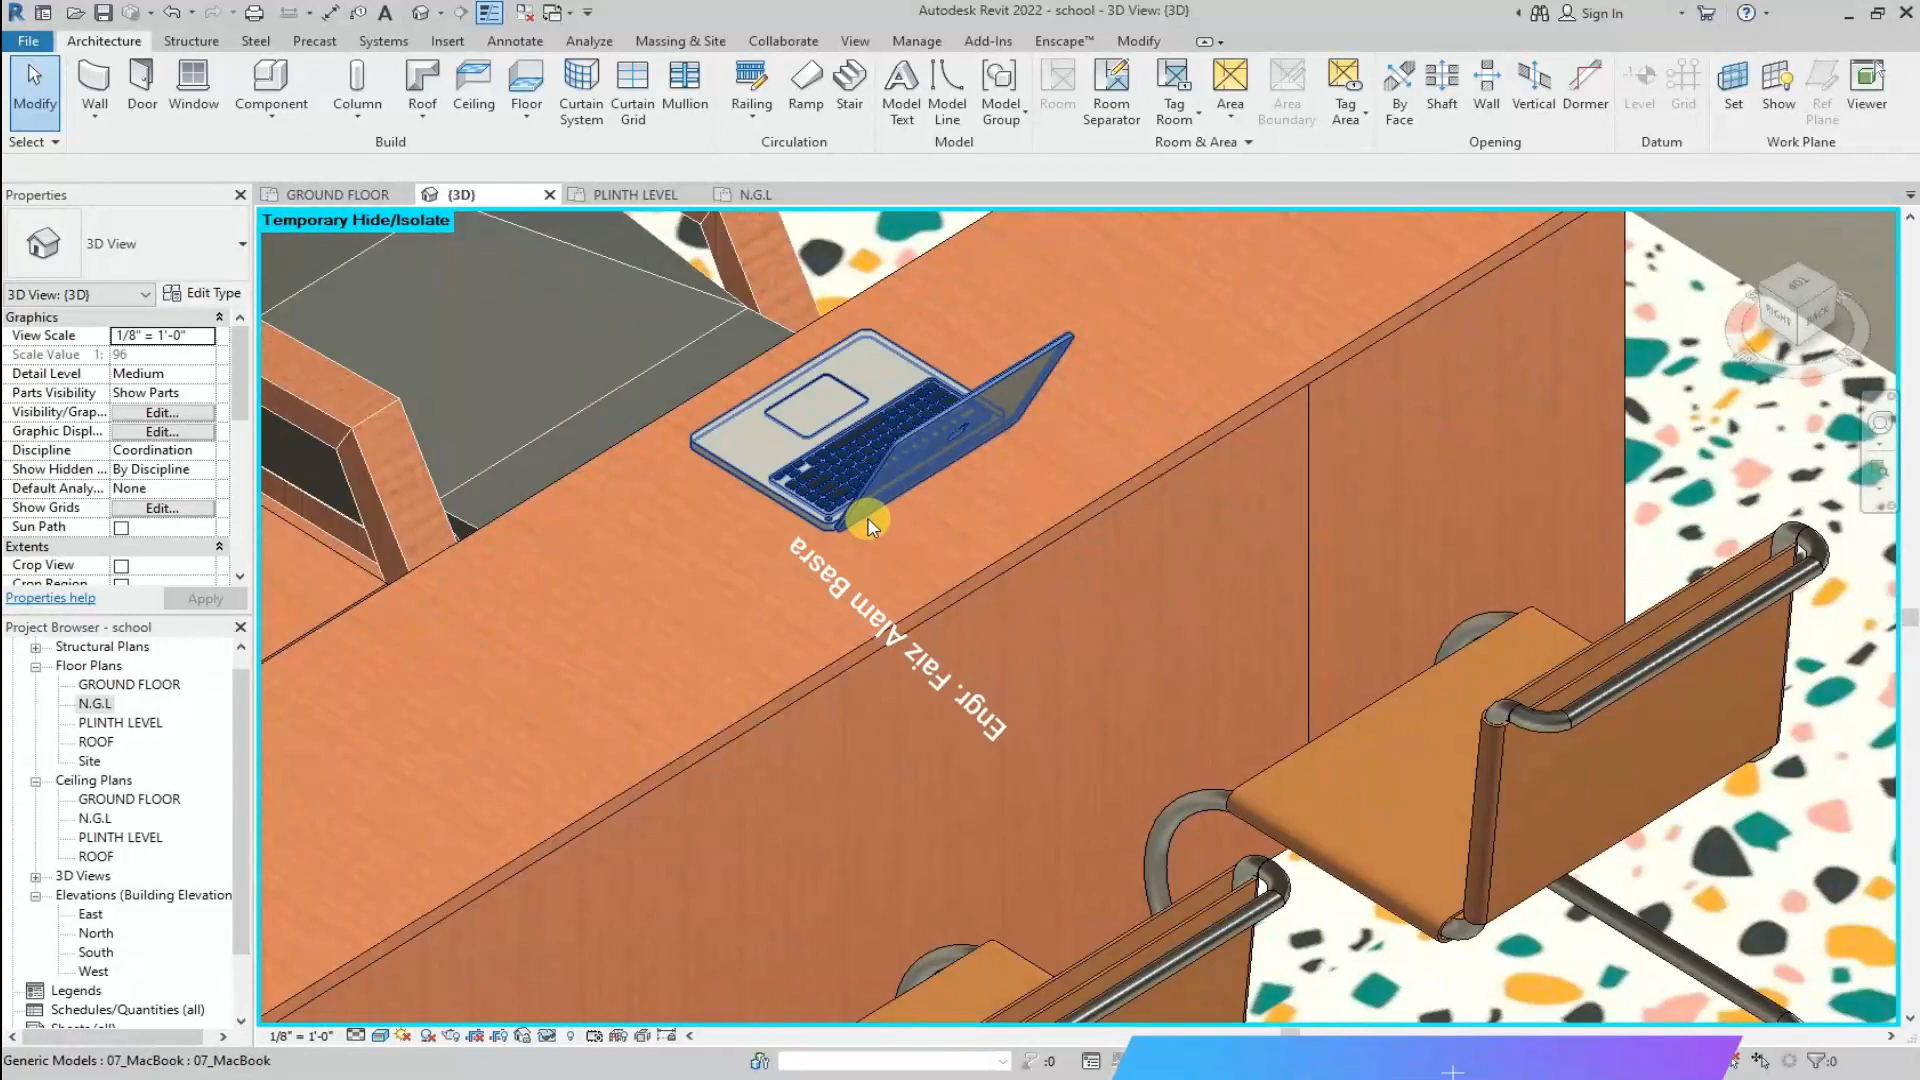 Autodesk Revit 2022 - school - 3D View: {3D}
Sign In
File Architecture Structure Steel Precast Systems Insert Annotate Analyze Massing & Site Collaborate View Manage Add-Ins Enscape™ Modify
Modify
Wall
Door
Window
Component
Column
Roof
Ceiling
Floor
Curtain System
Curtain Grid
Mullion
Railing
Ramp
Stair
Model Text
Model Line
Model Group
Room
Room Separator
Tag Room
Area
Area Boundary
Tag Area
By Face
Shaft
Wall
Vertical
Dormer
Level
Grid
Set
Show
Ref Plane
Viewer
Select Build Circulation Model Room & Area Opening Datum Work Plane
Properties
GROUND FLOOR {3D} PLINTH LEVEL N.G.L
Temporary Hide/Isolate
3D View
3D View: {3D} Edit Type
Graphics
View Scale 1/8" = 1'-0"
Scale Value 1: 96
Detail Level Medium
Parts Visibility Show Parts
Visibility/Grap... Edit...
Graphic Displ... Edit...
Discipline Coordination
Show Hidden ... By Discipline
Default Analy... None
Show Grids Edit...
Sun Path
Extents
Crop View
Crop Region
Properties help Apply
Project Browser - school
Structural Plans
Floor Plans
GROUND FLOOR
N.G.L
PLINTH LEVEL
ROOF
Site
Ceiling Plans
GROUND FLOOR
N.G.L
PLINTH LEVEL
ROOF
3D Views
Elevations (Building Elevation
East
North
South
West
Legends
Schedules/Quantities (all)
Sheets (all)
TOP
RIGHT
BACK
Engr. Faiz Alam Basra
1/8" = 1'-0"
Generic Models : 07_MacBook : 07_MacBook
:0
:0